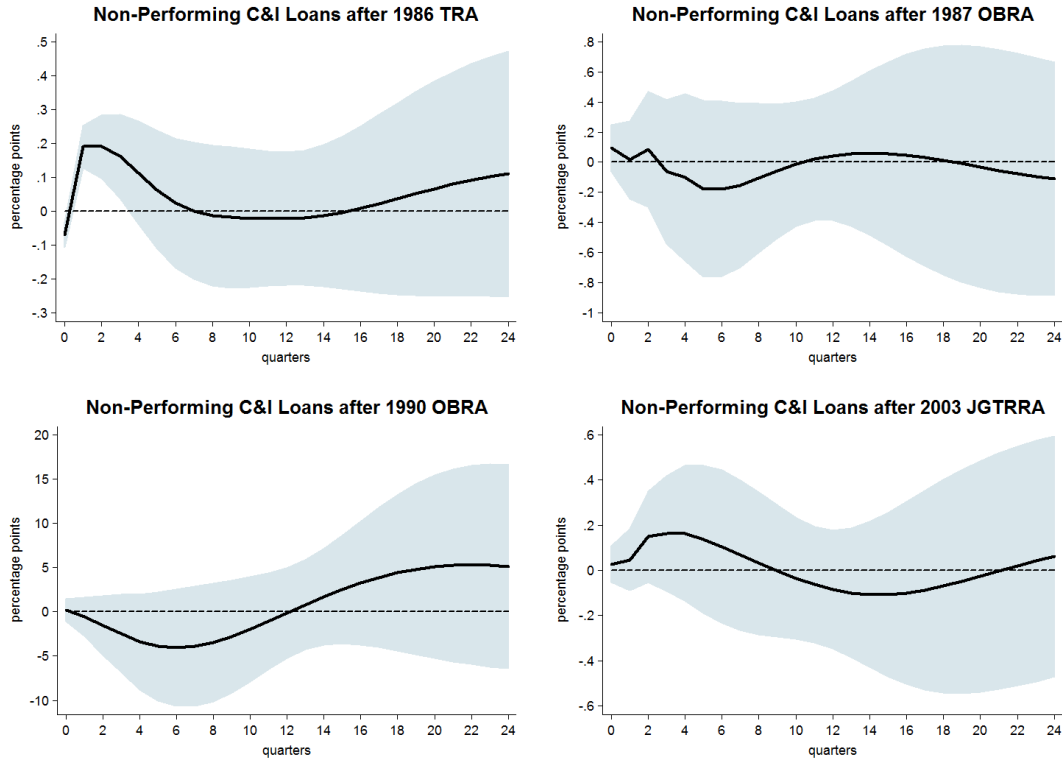 Non-Performing C&I Loans after 1986 TRA
.5
.4
.3
.2
.1
0
-.1
-.2
-.3
percentage points
0 2 4 6 8 10 12 14 16 18 20 22 24
quarters
Non-Performing C&I Loans after 1987 OBRA
.8
.6
.4
.2
0
-.2
-.4
-.6
-.8
-1
percentage points
0 2 4 6 8 10 12 14 16 18 20 22 24
quarters
Non-Performing C&I Loans after 1990 OBRA
20
15
10
5
0
-5
-10
percentage points
0 2 4 6 8 10 12 14 16 18 20 22 24
quarters
Non-Performing C&I Loans after 2003 JGTRRA
.6
.4
.2
0
-.2
-.4
-.6
percentage points
0 2 4 6 8 10 12 14 16 18 20 22 24
quarters